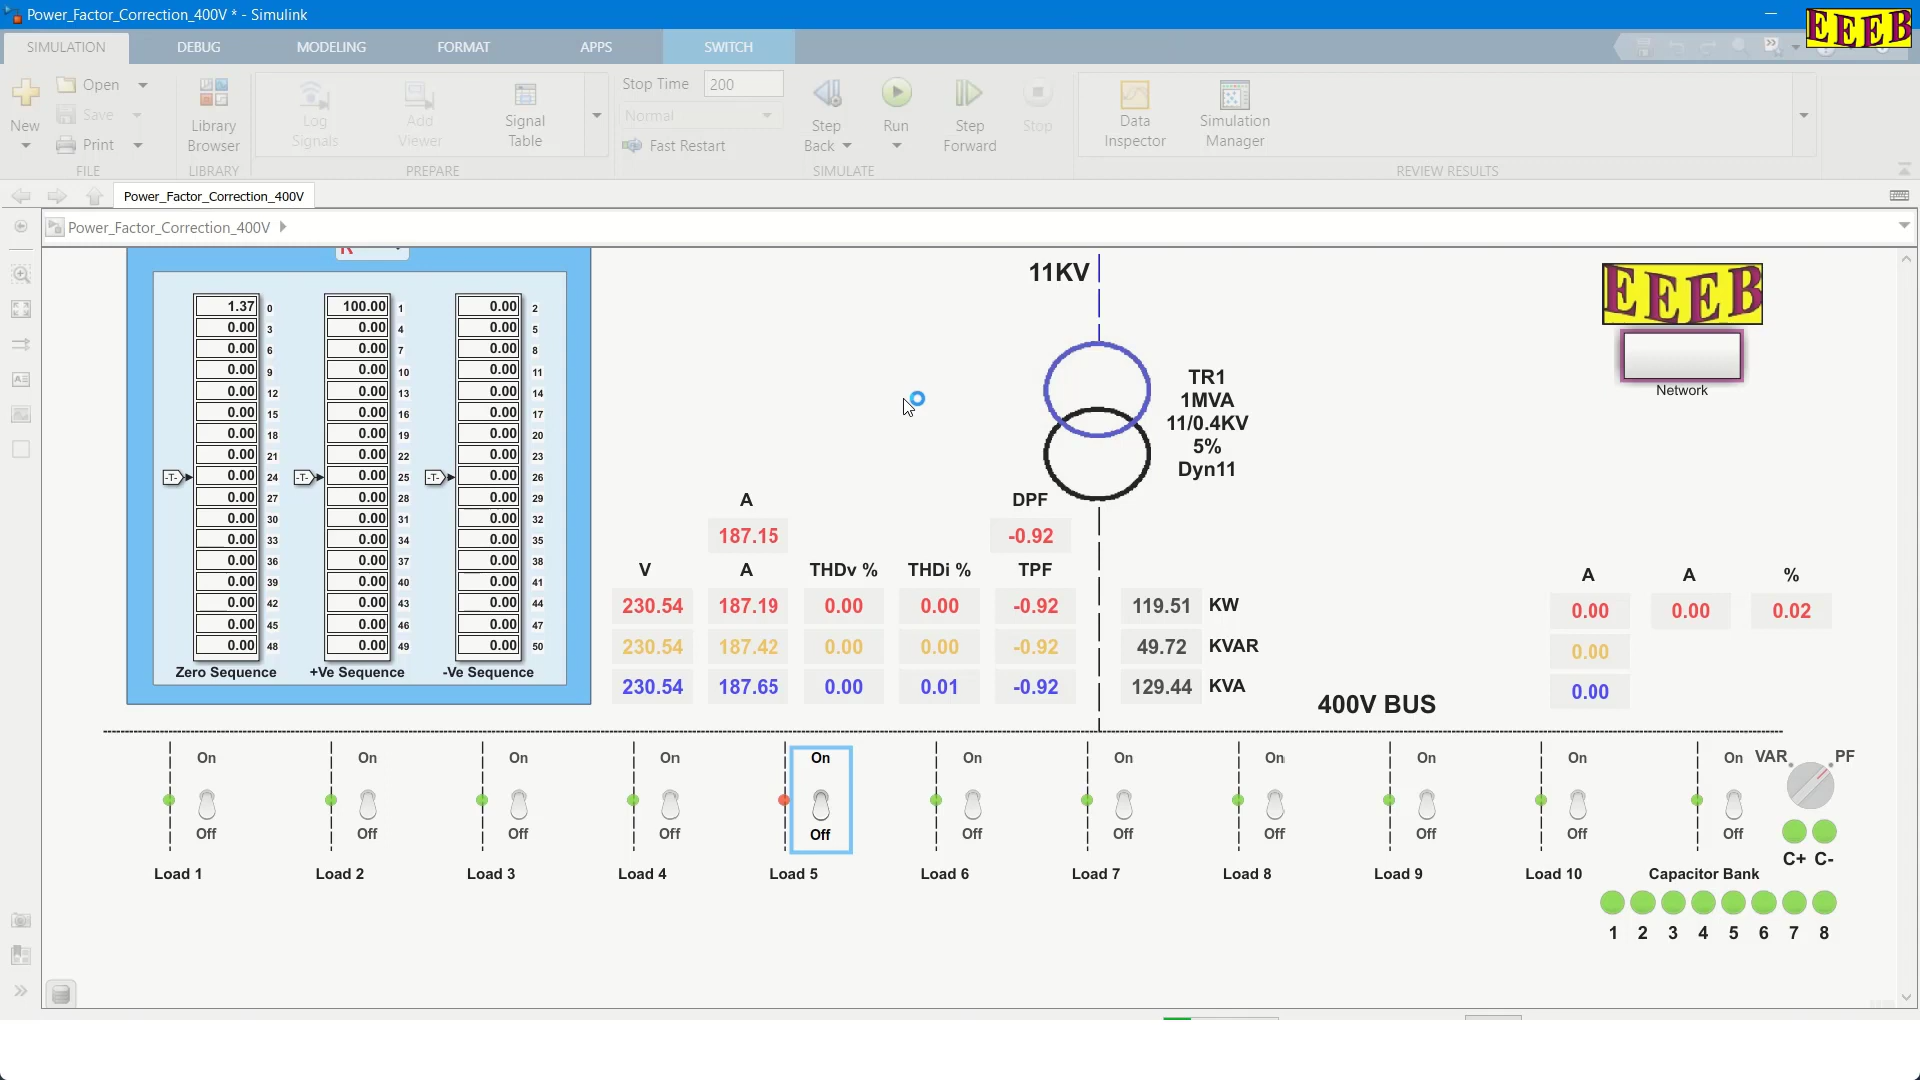 Power_Factor_Correction_400V * - Simulink
EEEB
SIMULATION DEBUG MODELING FORMAT APPS SWITCH
New
Open
Save
Print
FILE
Library Browser
LIBRARY
Log Signals
Add Viewer
Signal Table
PREPARE
Stop Time 200
Normal
Fast Restart
Step Back
Run
Step Forward
Stop
SIMULATE
Data Inspector
Simulation Manager
REVIEW RESULTS
Power_Factor_Correction_400V
Power_Factor_Correction_400V
1.37 0 100.00 1 0.00 2
0.00 3 0.00 4 0.00 5
0.00 6 0.00 7 0.00 8
0.00 9 0.00 10 0.00 11
0.00 12 0.00 13 0.00 14
0.00 15 0.00 16 0.00 17
0.00 18 0.00 19 0.00 20
0.00 21 0.00 22 0.00 23
-T- 0.00 24 -T- 0.00 25 -T- 0.00 26
0.00 27 0.00 28 0.00 29
0.00 30 0.00 31 0.00 32
0.00 33 0.00 34 0.00 35
0.00 36 0.00 37 0.00 38
0.00 39 0.00 40 0.00 41
0.00 42 0.00 43 0.00 44
0.00 45 0.00 46 0.00 47
0.00 48 0.00 49 0.00 50
Zero Sequence +Ve Sequence -Ve Sequence
11KV
TR1
1MVA
11/0.4KV
5%
Dyn11
EEEB
Network
A DPF
187.15 -0.92
V A THDv % THDi % TPF
230.54 187.19 0.00 0.00 -0.92 119.51 KW
230.54 187.42 0.00 0.00 -0.92 49.72 KVAR
230.54 187.65 0.00 0.01 -0.92 129.44 KVA
A A %
0.00 0.00 0.02
0.00
0.00
400V BUS
On On On On On On On On On On On VAR PF
Off Off Off Off Off Off Off Off Off Off Off
C+ C-
Load 1 Load 2 Load 3 Load 4 Load 5 Load 6 Load 7 Load 8 Load 9 Load 10 Capacitor Bank
1 2 3 4 5 6 7 8